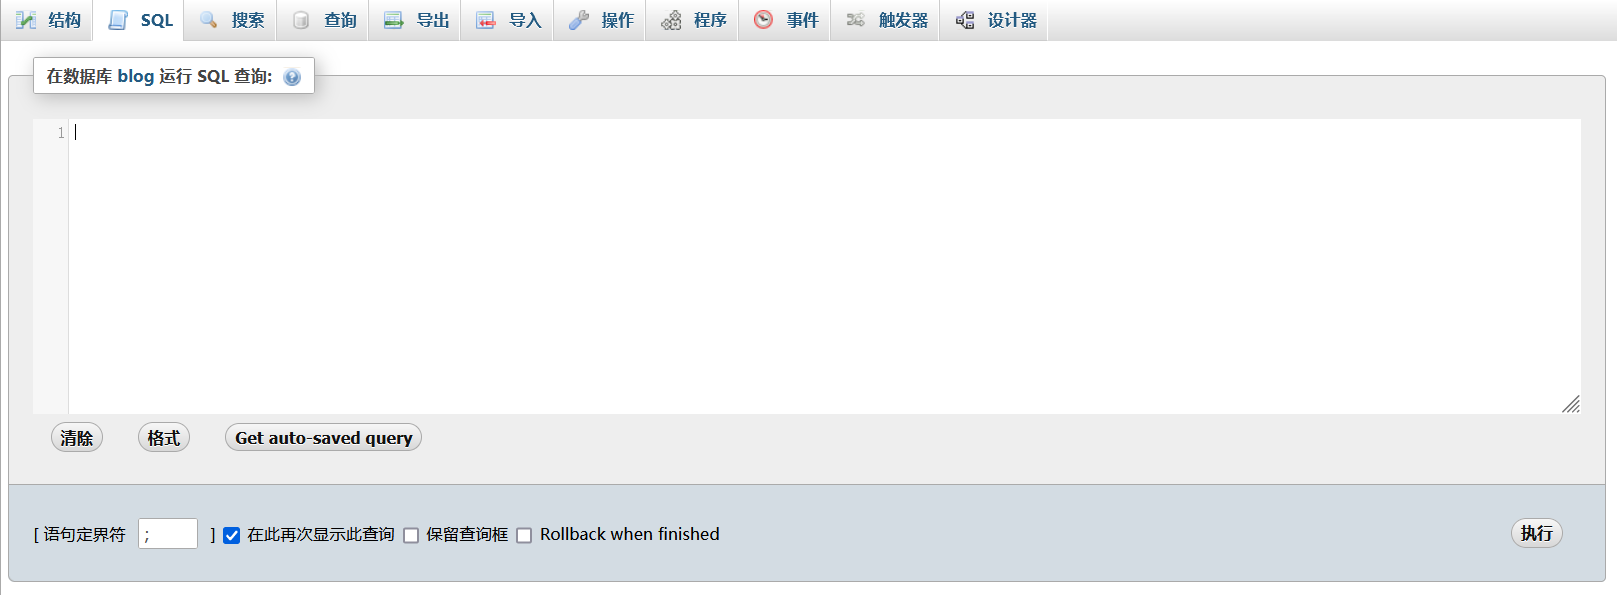 结构 SQL 搜索 查询 导出 导入 操作 程序 事件 触发器 设计器
在数据库 blog 运行 SQL 查询:
1
清除 格式 Get auto-saved query
[ 语句定界符 ; ] 在此再次显示此查询 保留查询框 Rollback when finished 执行